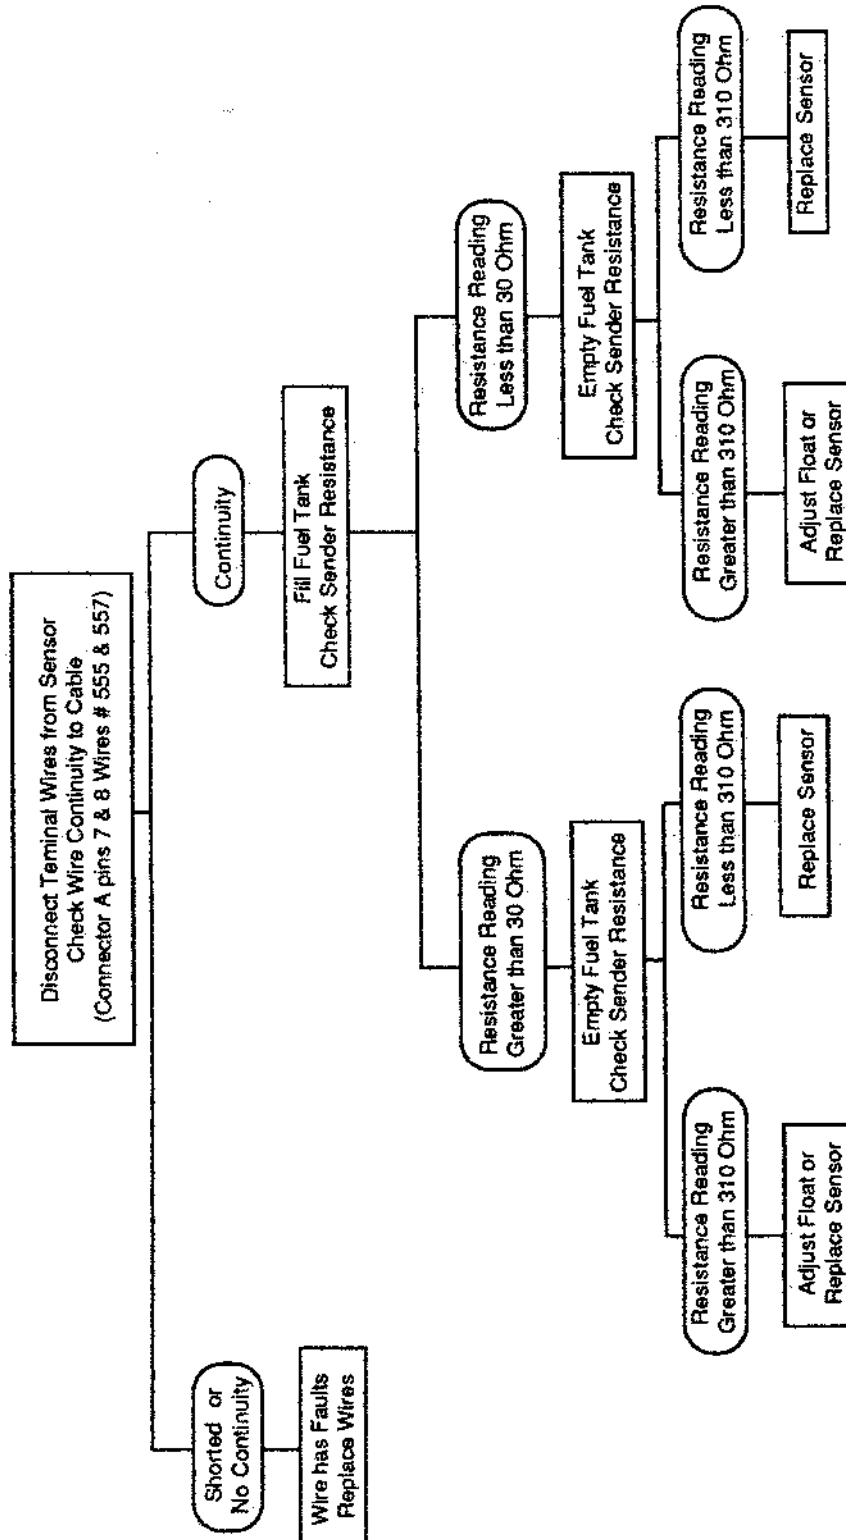 Disconnect Teminal Wires from Sensor
Check Wire Continuity to Cable
(Connector A pins 7 & 8 Wires # 555 & 557)
Shorted or
No Continuity
Continuity
Wire has Faults
Replace Wires
Fill Fuel Tank
Check Sender Resistance
Resistance Reading
Greater than 30 Ohm
Resistance Reading
Less than 30 Ohm
Empty Fuel Tank
Check Sender Resistance
Empty Fuel Tank
Check Sender Resistance
Resistance Reading
Greater than 310 Ohm
Resistance Reading
Less than 310 Ohm
Resistance Reading
Greater than 310 Ohm
Resistance Reading
Less than 310 Ohm
Adjust Float or
Replace Sensor
Replace Sensor
Adjust Float or
Replace Sensor
Replace Sensor